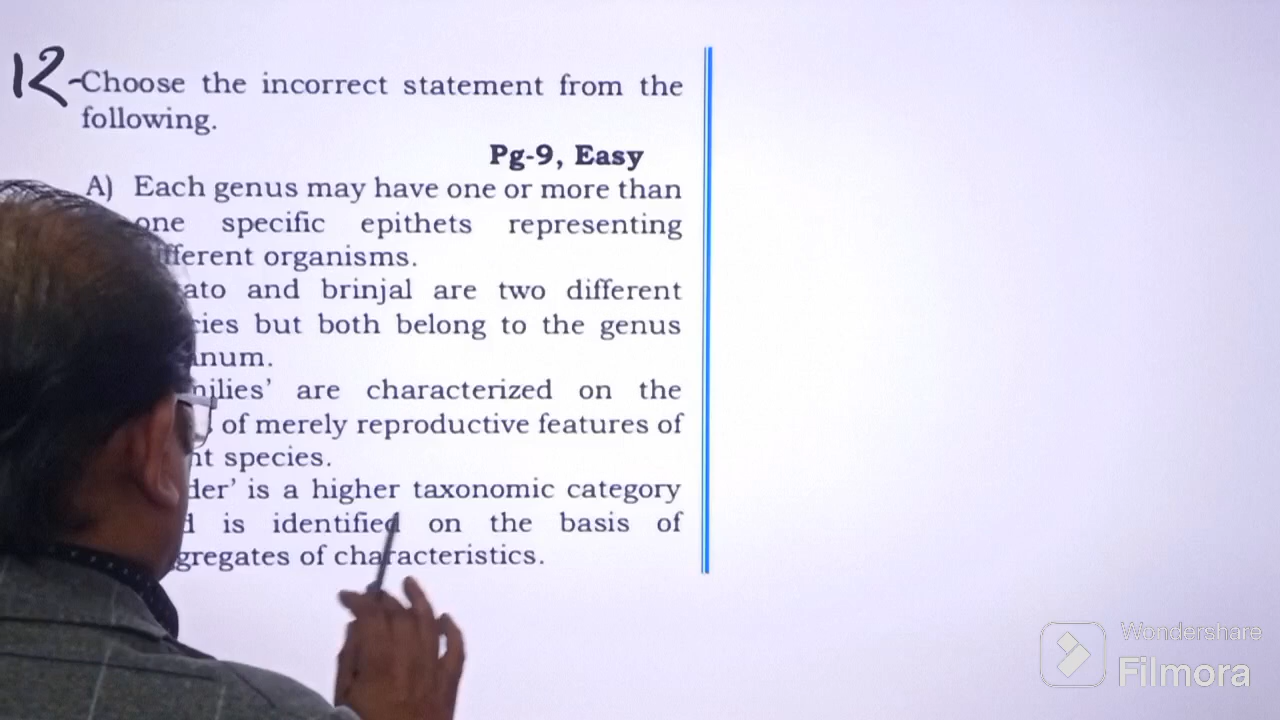 12-Choose the incorrect statement from the
following.
Pg-9, Easy
A) Each genus may have one or more than
one specific epithets representing
fferent organisms.
ato and brinjal are two different
cies but both belong to the genus
anum.
ilies' are characterized on the
of merely reproductive features of
nt species.
der' is a higher taxonomic category
is identified on the basis of
gregates of characteristics.
Wondershare
Filmora